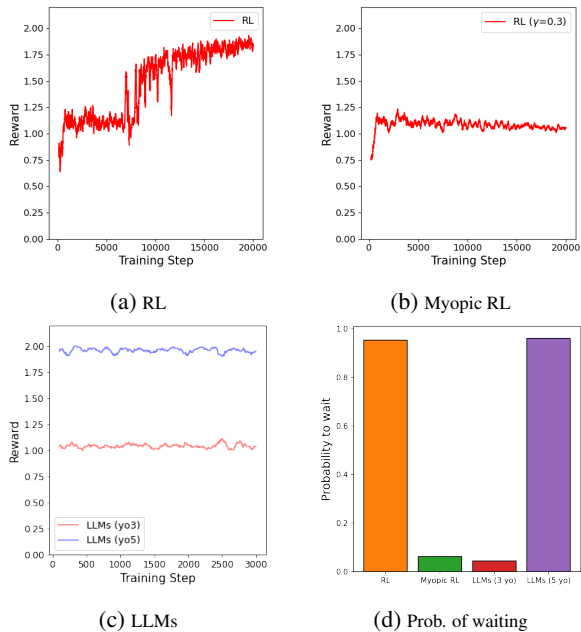 RL
2.00
1.75
1.50
1.25
1.00
0.75
0.50
0.25
0.00
Reward
0 5000 10000 15000 20000
Training Step
(a) RL
RL (γ=0.3)
2.00
1.75
1.50
1.25
1.00
0.75
0.50
0.25
0.00
Reward
0 5000 10000 15000 20000
Training Step
(b) Myopic RL
2.00
1.75
1.50
1.25
1.00
0.75
0.50
0.25
0.00
Reward
LLMs (yo3)
LLMs (yo5)
0 500 1000 1500 2000 2500 3000
Training Step
(c) LLMs
1.0
0.8
0.6
0.4
0.2
0.0
Probability to wait
RL Myopic RL LLMs (3 yo) LLMs (5 yo)
(d) Prob. of waiting